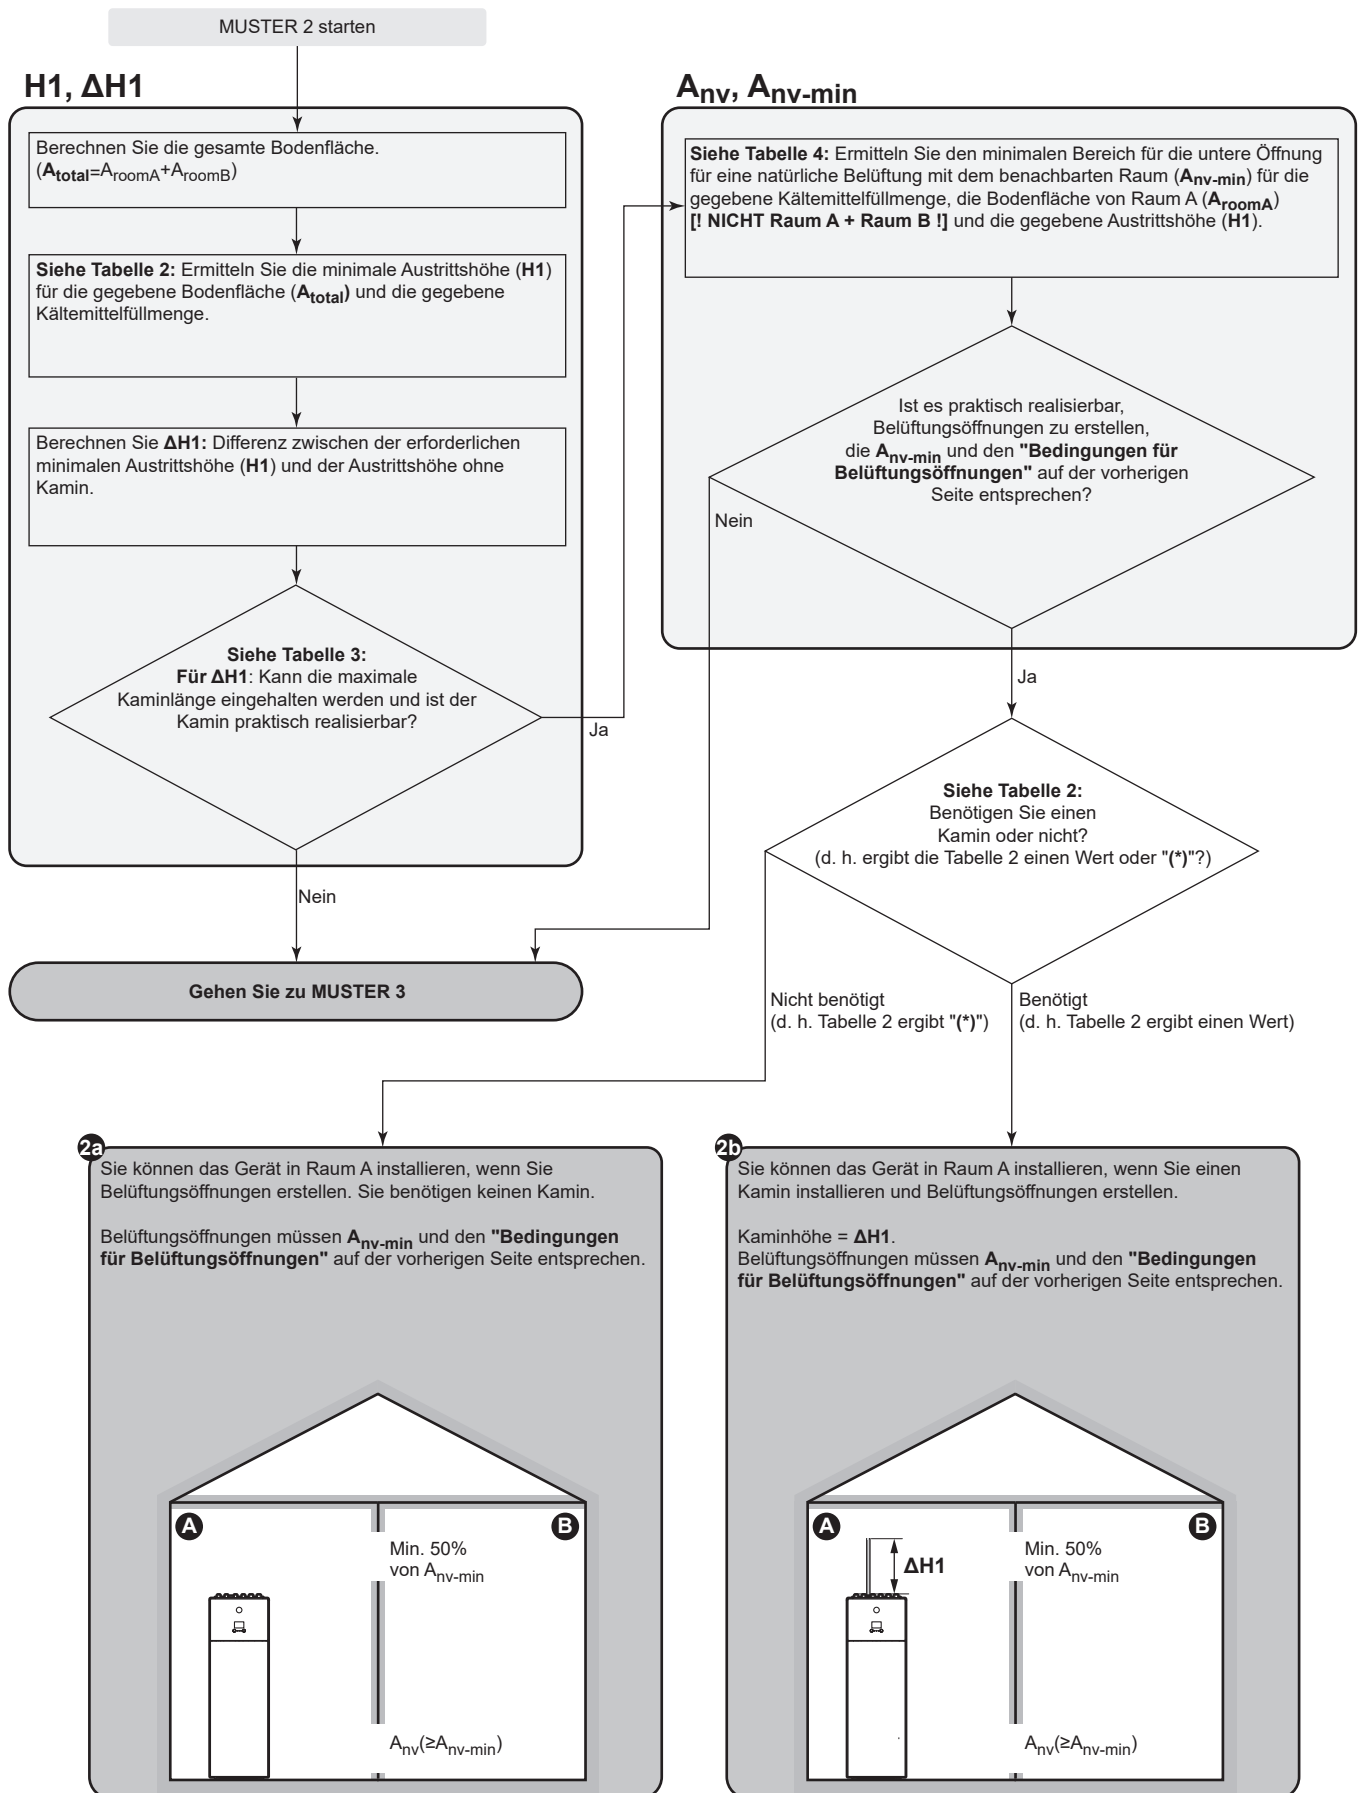 MUSTER 2 starten
H1, ΔH1
Berechnen Sie die gesamte Bodenfläche.
(Atotal=AroomA+AroomB)
Siehe Tabelle 2: Ermitteln Sie die minimale Austrittshöhe (H1)
für die gegebene Bodenfläche (Atotal) und die gegebene
Kältemittelfüllmenge.
Berechnen Sie ΔH1: Differenz zwischen der erforderlichen
minimalen Austrittshöhe (H1) und der Austrittshöhe ohne
Kamin.
Siehe Tabelle 3:
Für ΔH1: Kann die maximale
Kaminlänge eingehalten werden und ist der
Kamin praktisch realisierbar?
Ja
Nein
Gehen Sie zu MUSTER 3
Anv, Anv-min
Siehe Tabelle 4: Ermitteln Sie den minimalen Bereich für die untere Öffnung
für eine natürliche Belüftung mit dem benachbarten Raum (Anv-min) für die
gegebene Kältemittelfüllmenge, die Bodenfläche von Raum A (AroomA)
[! NICHT Raum A + Raum B !] und die gegebene Austrittshöhe (H1).
Ist es praktisch realisierbar,
Belüftungsöffnungen zu erstellen,
die Anv-min und den "Bedingungen für
Belüftungsöffnungen" auf der vorherigen
Seite entsprechen?
Nein
Ja
Siehe Tabelle 2:
Benötigen Sie einen
Kamin oder nicht?
(d. h. ergibt die Tabelle 2 einen Wert oder "(*)"?)
Nicht benötigt
(d. h. Tabelle 2 ergibt "(*)")
Benötigt
(d. h. Tabelle 2 ergibt einen Wert)
2a
Sie können das Gerät in Raum A installieren, wenn Sie
Belüftungsöffnungen erstellen. Sie benötigen keinen Kamin.
Belüftungsöffnungen müssen Anv-min und den "Bedingungen
für Belüftungsöffnungen" auf der vorherigen Seite entsprechen.
A
B
Min. 50%
von Anv-min
Anv(≥Anv-min)
2b
Sie können das Gerät in Raum A installieren, wenn Sie einen
Kamin installieren und Belüftungsöffnungen erstellen.
Kaminhöhe = ΔH1.
Belüftungsöffnungen müssen Anv-min und den "Bedingungen
für Belüftungsöffnungen" auf der vorherigen Seite entsprechen.
A
B
ΔH1
Min. 50%
von Anv-min
Anv(≥Anv-min)